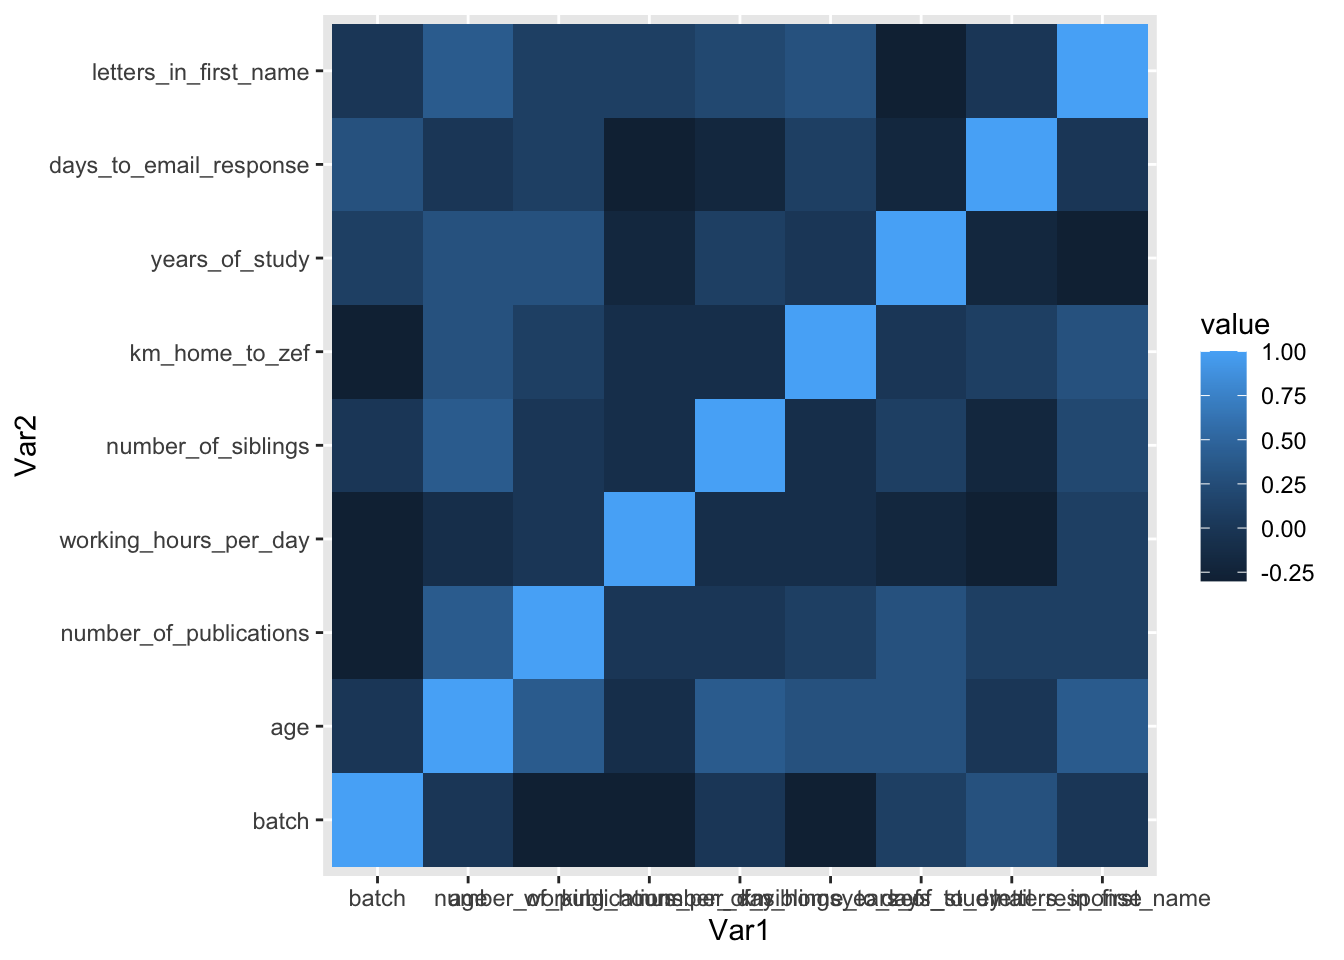 letters_in_first_name
days_to_email_response
years_of_study
km_home_to_zef
number_of_siblings
working_hours_per_day
number_of_publications
age
batch
Var2
batch
Var1
value
1.00
0.75
0.50
0.25
0.00
-0.25